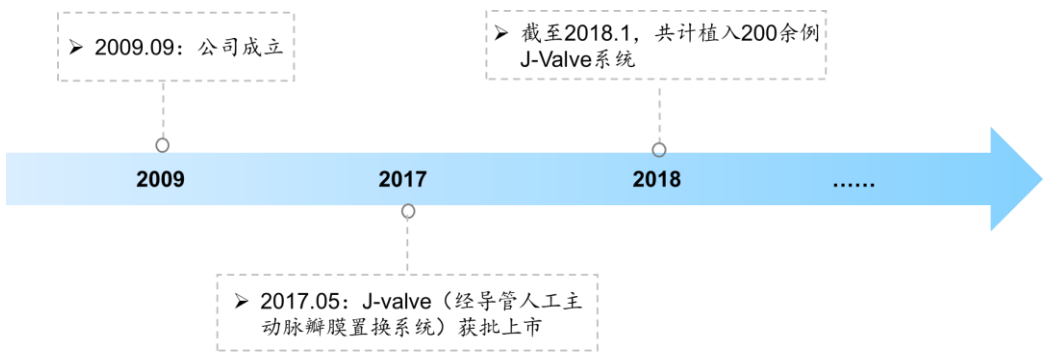 ➢ 2009.09：公司成立
➢ 截至2018.1，共计植入200余例
J-Valve系统
2009
2017
2018
……
➢ 2017.05：J-valve（经导管人工主
动脉瓣膜置换系统）获批上市